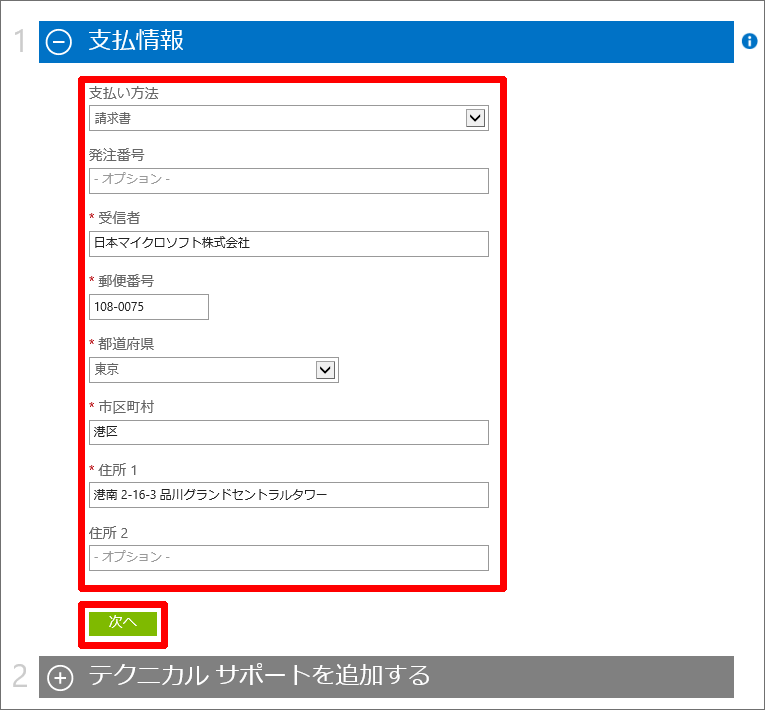 1 支払情報
支払い方法
請求書
発注番号
- オプション -
* 受信者
日本マイクロソフト株式会社
* 郵便番号
108-0075
* 都道府県
東京
* 市区町村
港区
* 住所 1
港南 2-16-3 品川グランドセントラルタワー
住所 2
- オプション -
次へ
2 テクニカル サポートを追加する